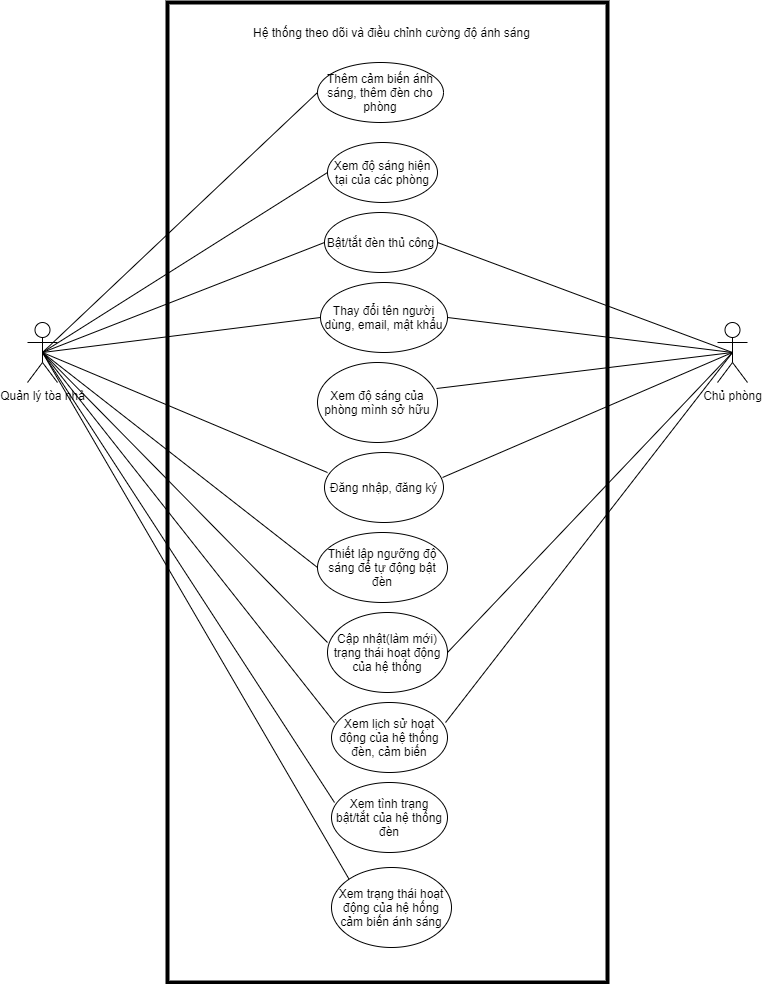 Hệ thống theo dõi và điều chỉnh cường độ ánh sáng
Thêm cảm biến ánh
sáng, thêm đèn cho
phòng
Xem độ sáng hiện
tại của các phòng
Bật/tắt đèn thủ công
Thay đổi tên người
dùng, email, mật khẩu
Xem độ sáng của
phòng mình sở hữu
Quản lý tòa nhà
Chủ phòng
Đăng nhập, đăng ký
Thiết lập ngưỡng độ
sáng để tự động bật
đèn
Cập nhật(làm mới)
trạng thái hoạt động
của hệ thống
Xem lịch sử hoạt
động của hệ thống
đèn, cảm biến
Xem tình trạng
bật/tắt của hệ thống
đèn
Xem trạng thái hoạt
động của hệ hống
cảm biến ánh sáng